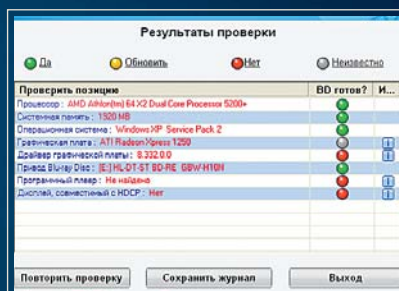 Результаты проверки
Да Обновить Нет Неизвестно
Проверить позицию BD готов? И...
Процессор : AMD Athlon(tm) 64 X2 Dual Core Processor 5200+
Системная память : 1920 MB
Операционная система : Windows XP Service Pack 2
Графическая плата : ATI Radeon Xpress 1250
Драйвер графической платы : 8.332.0.0
Привод Blu-ray Disc : [E:] HL-DT-ST BD-RE GBW-H10N
Программный плеер : Не найдено
Дисплей, совместимый с HDCP : Нет
Повторить проверку Сохранить журнал Выход